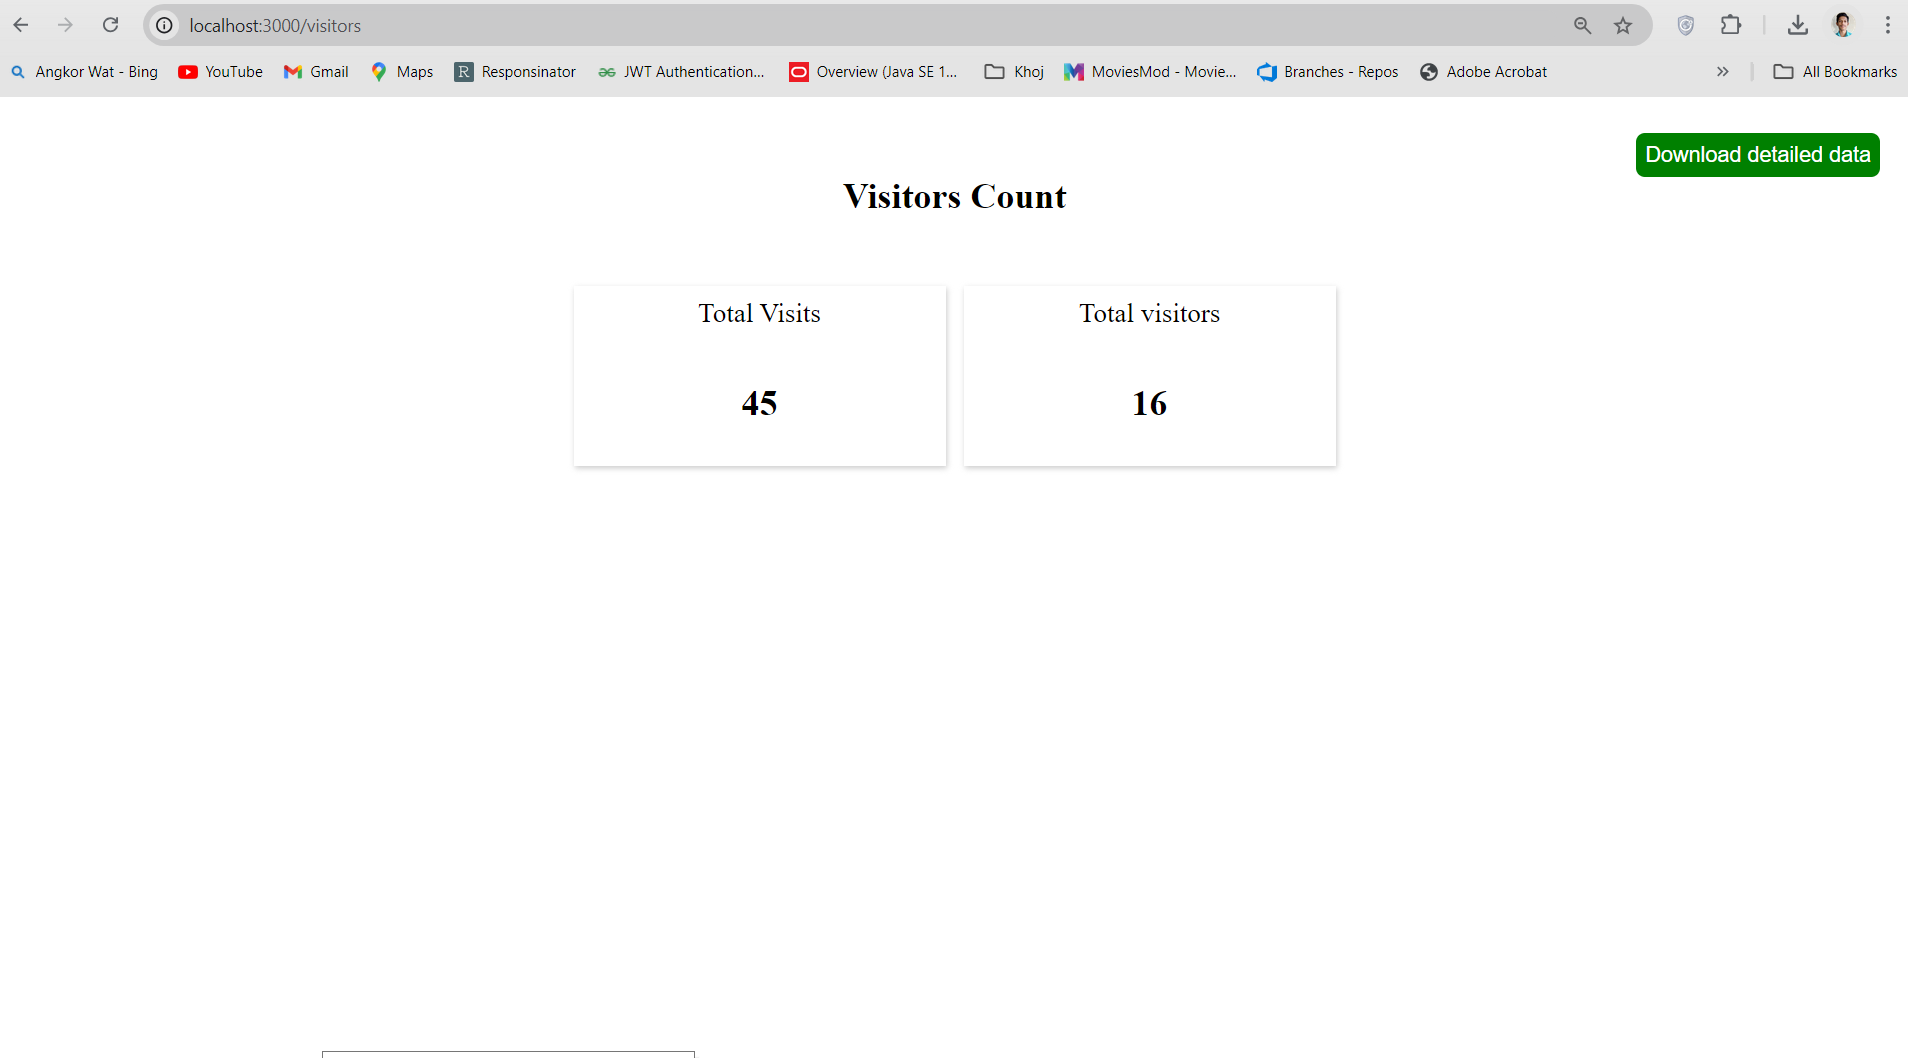 localhost:3000/visitors
Angkor Wat - Bing YouTube Gmail Maps R Responsinator JWT Authentication... Overview (Java SE 1... Khoj MoviesMod - Movie... Branches - Repos Adobe Acrobat » All Bookmarks
Download detailed data
Visitors Count
Total Visits
45
Total visitors
16